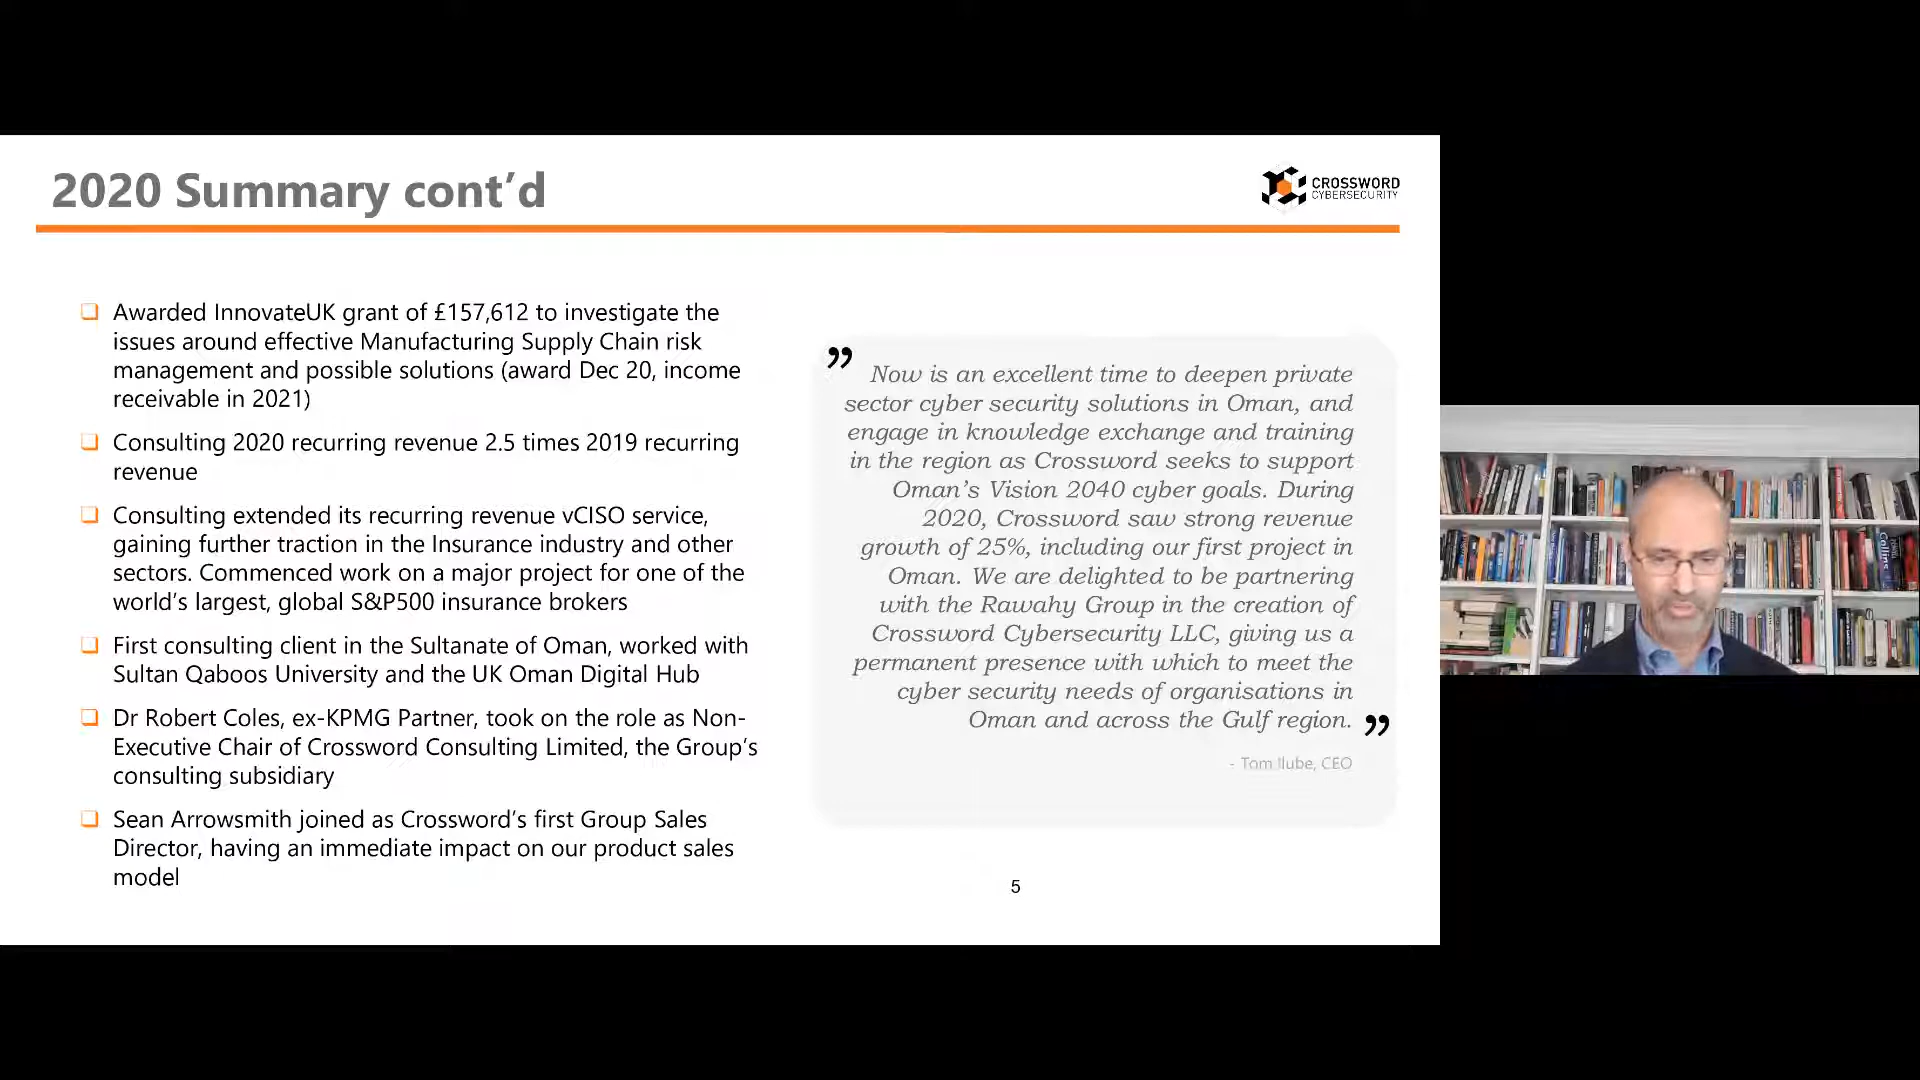 2020 Summary cont’d
CROSSWORD
CYBERSECURITY
Awarded InnovateUK grant of £157,612 to investigate the
issues around effective Manufacturing Supply Chain risk
management and possible solutions (award Dec 20, income
receivable in 2021)
Consulting 2020 recurring revenue 2.5 times 2019 recurring
revenue
Consulting extended its recurring revenue vCISO service,
gaining further traction in the Insurance industry and other
sectors. Commenced work on a major project for one of the
world’s largest, global S&P500 insurance brokers
First consulting client in the Sultanate of Oman, worked with
Sultan Qaboos University and the UK Oman Digital Hub
Dr Robert Coles, ex-KPMG Partner, took on the role as Non-
Executive Chair of Crossword Consulting Limited, the Group’s
consulting subsidiary
Sean Arrowsmith joined as Crossword’s first Group Sales
Director, having an immediate impact on our product sales
model
” Now is an excellent time to deepen private
sector cyber security solutions in Oman, and
engage in knowledge exchange and training
in the region as Crossword seeks to support
Oman’s Vision 2040 cyber goals. During
2020, Crossword saw strong revenue
growth of 25%, including our first project in
Oman. We are delighted to be partnering
with the Rawahy Group in the creation of
Crossword Cybersecurity LLC, giving us a
permanent presence with which to meet the
cyber security needs of organisations in
Oman and across the Gulf region. ”
- Tom Ilube, CEO
5
Collins